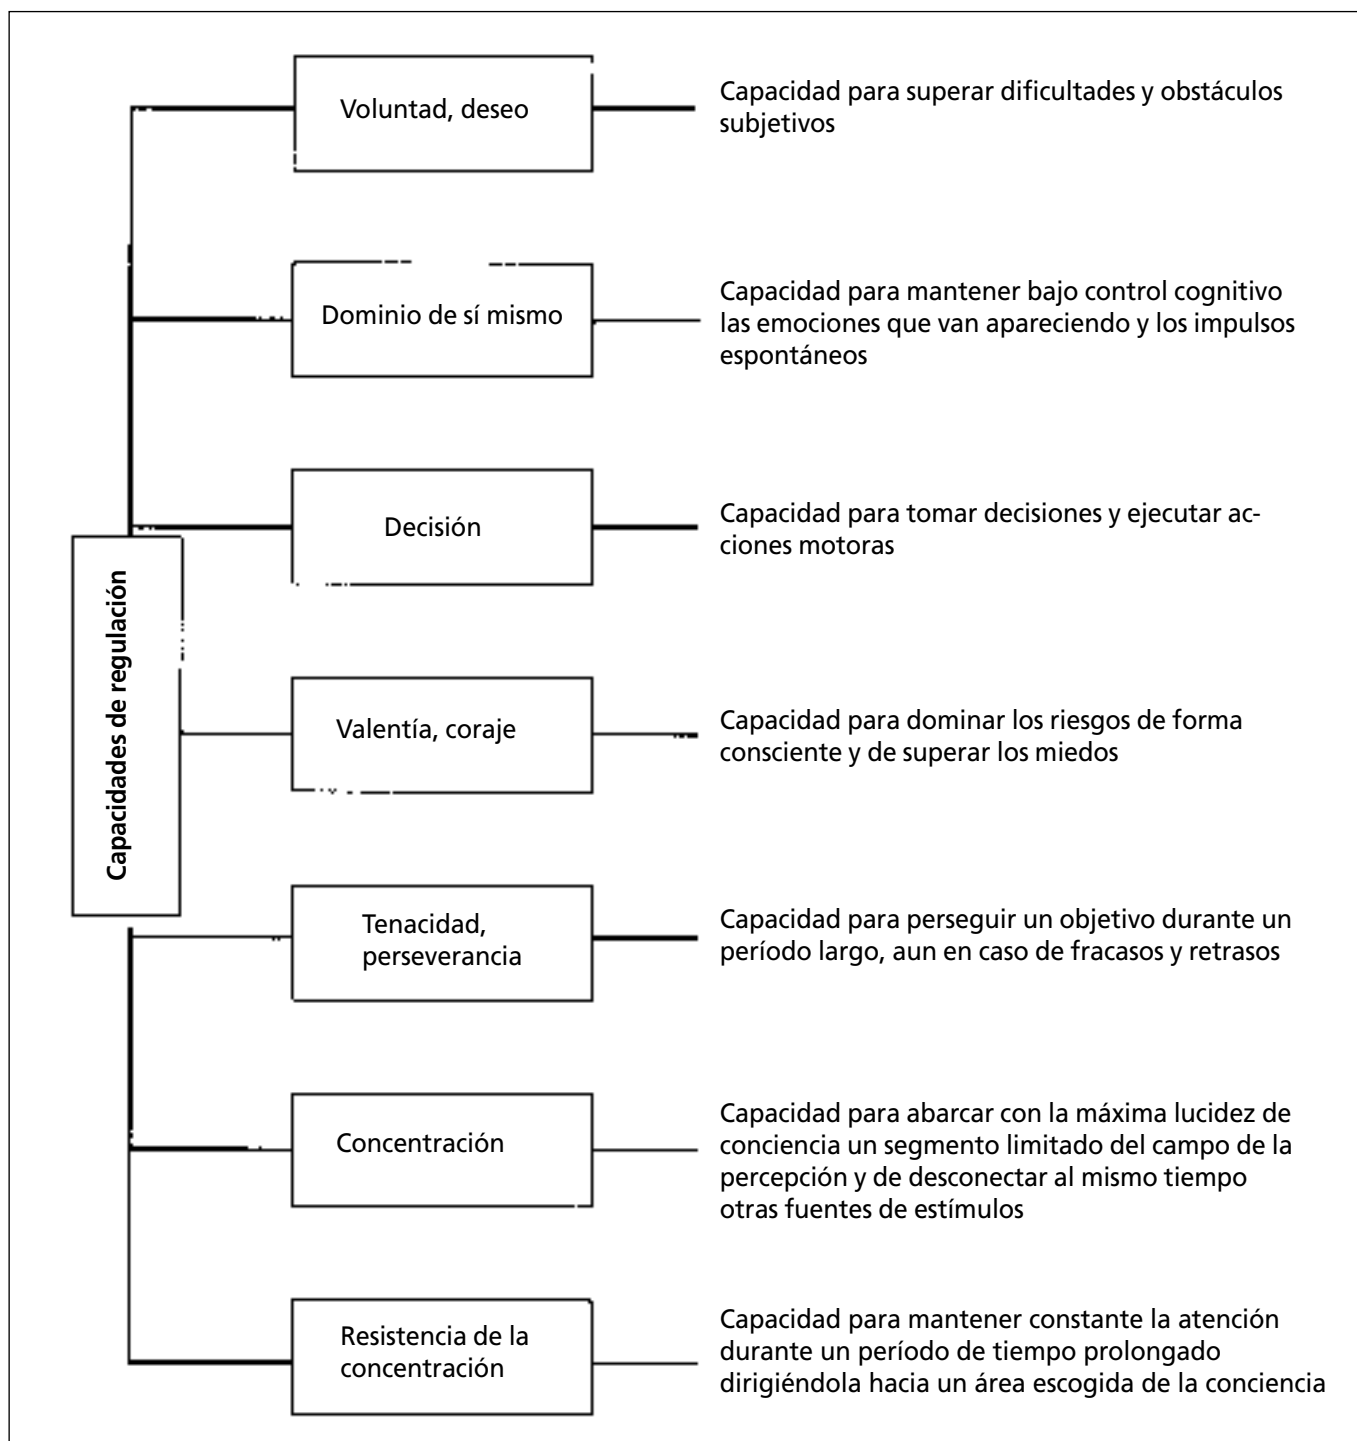 Capacidades de regulación
Voluntad, deseo
Capacidad para superar dificultades y obstáculos
subjetivos
Dominio de sí mismo
Capacidad para mantener bajo control cognitivo
las emociones que van apareciendo y los impulsos
espontáneos
Decisión
Capacidad para tomar decisiones y ejecutar ac-
ciones motoras
Valentía, coraje
Capacidad para dominar los riesgos de forma
consciente y de superar los miedos
Tenacidad,
perseverancia
Capacidad para perseguir un objetivo durante un
período largo, aun en caso de fracasos y retrasos
Concentración
Capacidad para abarcar con la máxima lucidez de
conciencia un segmento limitado del campo de la
percepción y de desconectar al mismo tiempo
otras fuentes de estímulos
Resistencia de la
concentración
Capacidad para mantener constante la atención
durante un período de tiempo prolongado
dirigiéndola hacia un área escogida de la conciencia